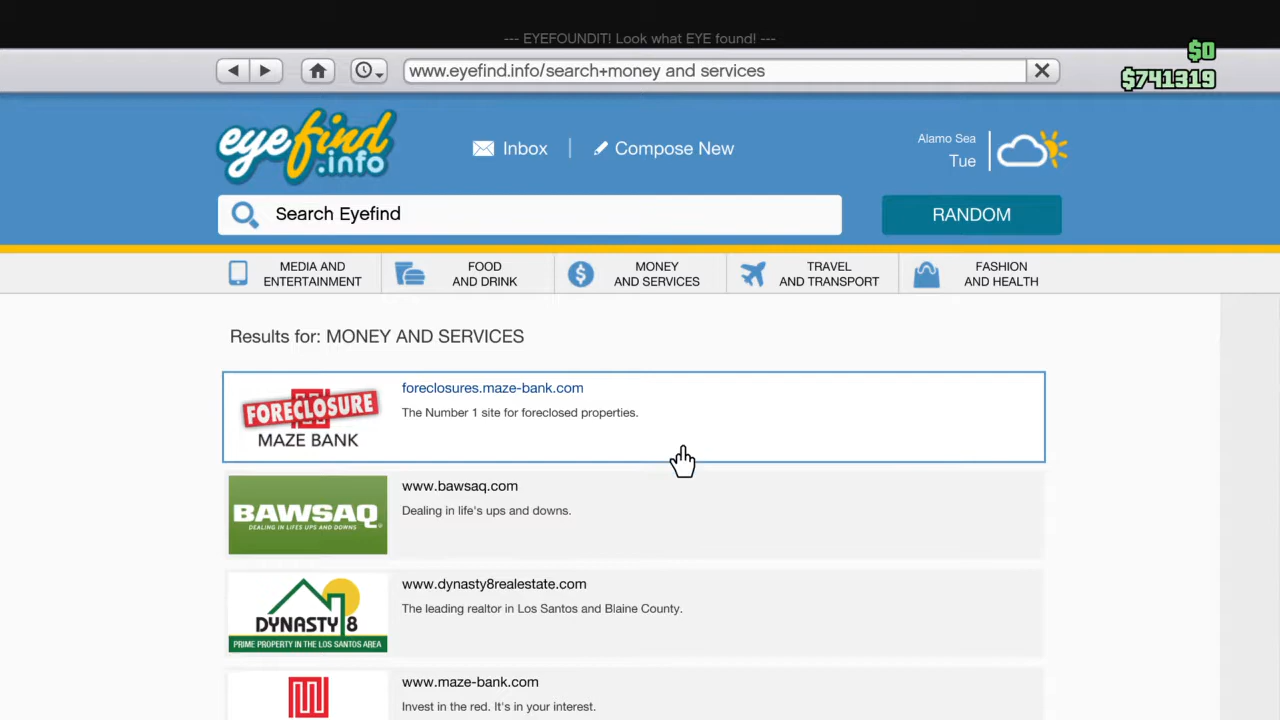 --- EYEFOUNDIT! Look what EYE found! ---
$0
www.eyefind.info/search+money and services
$741319
eyefind
.info
Inbox
Compose New
Alamo Sea
Tue
Search Eyefind
RANDOM
MEDIA AND
ENTERTAINMENT
FOOD
AND DRINK
MONEY
AND SERVICES
TRAVEL
AND TRANSPORT
FASHION
AND HEALTH
Results for: MONEY AND SERVICES
FORECLOSURE
MAZE BANK
foreclosures.maze-bank.com
The Number 1 site for foreclosed properties.
BAWSAQ
DEALING IN LIFES UPS AND DOWNS
www.bawsaq.com
Dealing in life's ups and downs.
DYNASTY 8
PRIME PROPERTY IN THE LOS SANTOS AREA
www.dynasty8realestate.com
The leading realtor in Los Santos and Blaine County.
www.maze-bank.com
Invest in the red. It's in your interest.